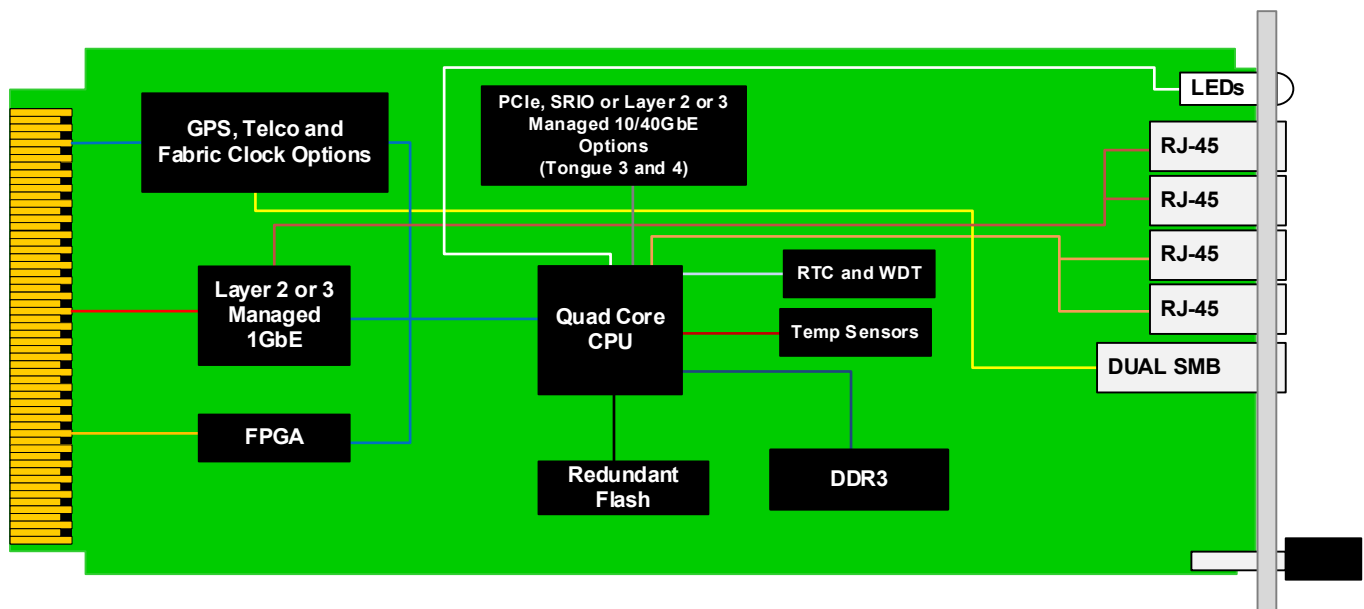 LEDs
PCIe, SRIO or Layer 2 or 3
Managed 10/40GbE
Options
(Tongue 3 and 4)
GPS, Telco and
Fabric Clock Options
RJ-45
RJ-45
RJ-45
RJ-45
Layer 2 or 3
Managed
1GbE
Quad Core
CPU
RTC and WDT
Temp Sensors
DUAL SMB
FPGA
Redundant
Flash
DDR3